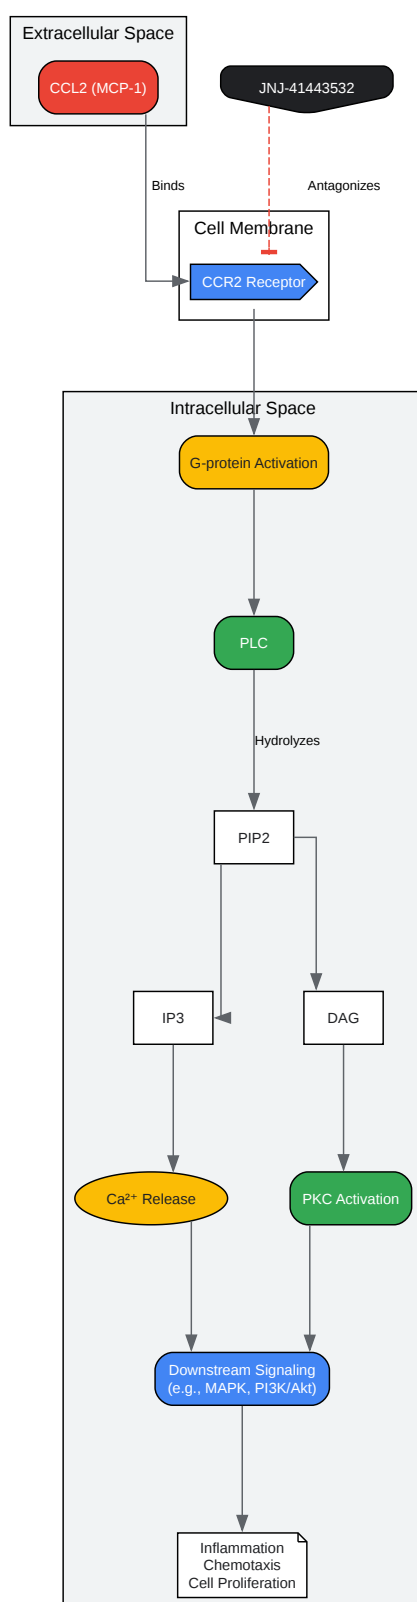 Extracellular Space
CCL2 (MCP-1)
JNJ-41443532
Binds
Antagonizes
Cell Membrane
CCR2 Receptor
Intracellular Space
G-protein Activation
PLC
Hydrolyzes
PIP2
IP3
DAG
Ca²⁺ Release
PKC Activation
Downstream Signaling
(e.g., MAPK, PI3K/Akt)
Inflammation
Chemotaxis
Cell Proliferation